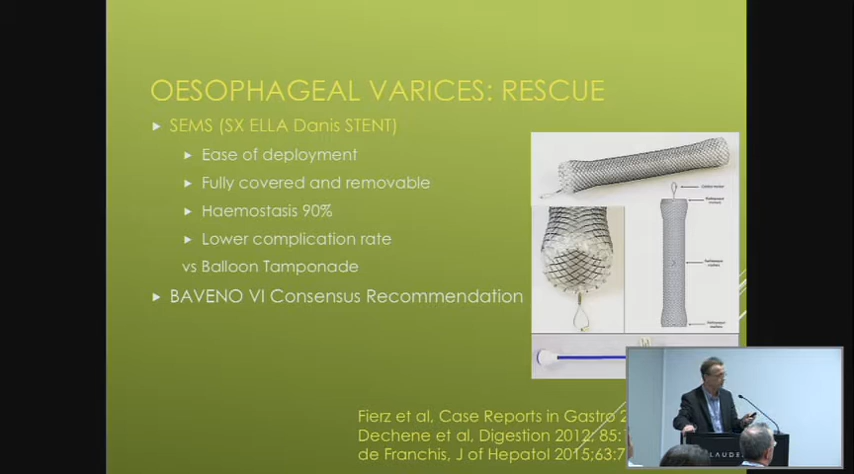 OESOPHAGEAL VARICES: RESCUE
SEMS (SX ELLA Danis STENT)
Ease of deployment
Fully covered and removable
Haemostasis 90%
Lower complication rate
vs Balloon Tamponade
BAVENO VI Consensus Recommendation
Fierz et al, Case Reports in Gastro 2
Dechene et al, Digestion 2012; 85:
de Franchis, J of Hepatol 2015;63:7
LAUDE